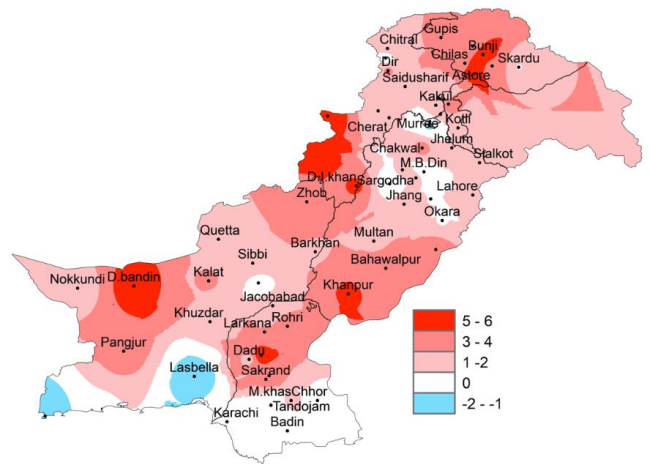 Gupis
Chitral
Bunji
Chilas
Skardu
Dir
Astore
Saidusharif
Kakul
Cherat
Murree
Kotli
Chakwal
Jhelum
Sialkot
M.B.Din
D.I.khan
Sargodha
Zhob
Lahore
Jhang
Okara
Quetta
Multan
Barkhan
Sibbi
Bahawalpur
Nokkundi
D.bandin
Kalat
Khanpur
Jacobabad
Khuzdar
Larkana
Rohri
5 - 6
3 - 4
1 - 2
0
-2 - -1
Pangjur
Dadu
Lasbella
Sakrand
M.khas
Chhor
Tandojam
Karachi
Badin